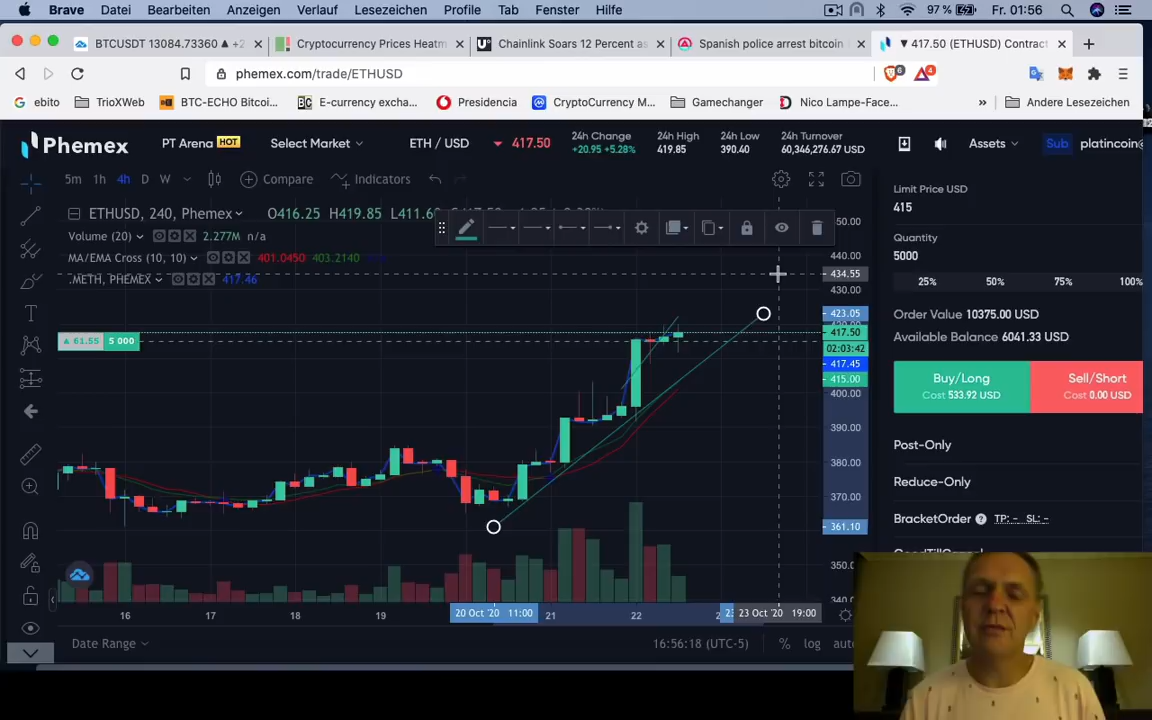 Brave Datei Bearbeiten Anzeigen Verlauf Lesezeichen Profile Tab Fenster Hilfe 97 % Fr. 01:56
BTCUSDT 13084.73360 ▲ +2 Cryptocurrency Prices Heatm Chainlink Soars 12 Percent as Spanish police arrest bitcoin ▼ 417.50 (ETHUSD) Contract
phemex.com/trade/ETHUSD 6 4
ebito TrioXWeb BTC-ECHO Bitcoi... E-currency excha... Presidencia CryptoCurrency M... Gamechanger Nico Lampe-Face... » Andere Lesezeichen
Phemex PT Arena HOT Select Market ETH / USD 417.50 24h Change 24h High 24h Low 24h Turnover Assets Sub platincoin
+20.95 +5.28% 419.85 390.40 60,346,276.67 USD
5m 1h 4h D W Compare Indicators
Limit Price USD
415
ETHUSD, 240, Phemex O416.25 H419.85 L411.60
Volume (20) 2.277M n/a
MA/EMA Cross (10, 10) 401.0450 403.2140
.METH, PHEMEX 417.46
Quantity
5000
25% 50% 75% 100%
Order Value 10375.00 USD
Available Balance 6041.33 USD
Buy/Long Sell/Short
Cost 533.92 USD Cost 0.00 USD
Post-Only
Reduce-Only
BracketOrder TP: - SL: -
440.00
434.55
430.00
423.05
417.50
02:03:42
417.45
415.00
400.00
390.00
380.00
370.00
361.10
▲ 61.55 5 000
16 17 18 19 20 Oct '20 11:00 21 22 23 Oct '20 19:00
Date Range 16:56:18 (UTC-5) % log auto